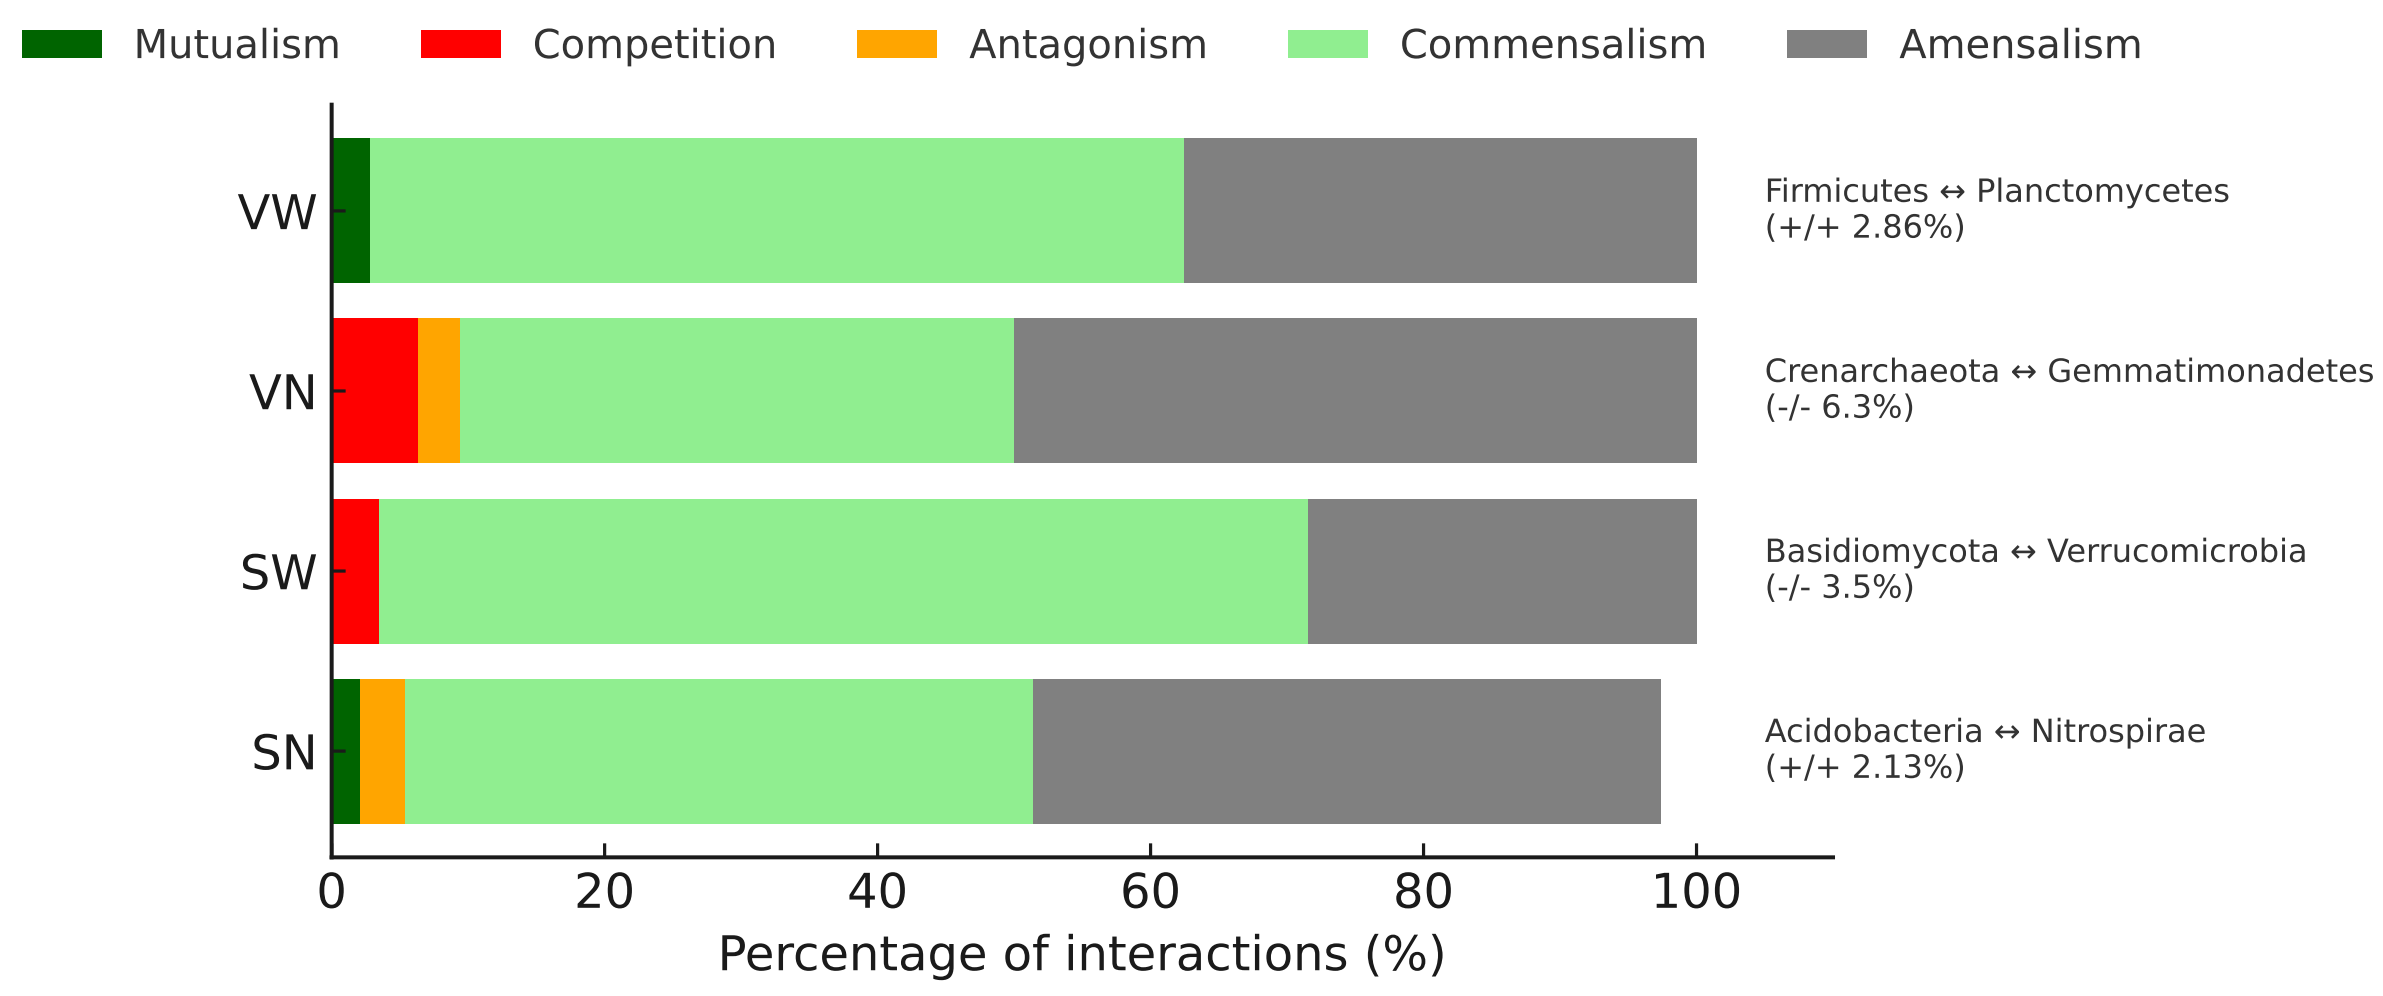 Mutualism Competition Antagonism Commensalism Amensalism
VW
Firmicutes ↔ Planctomycetes
(+/+ 2.86%)
VN
Crenarchaeota ↔ Gemmatimonadetes
(-/- 6.3%)
SW
Basidiomycota ↔ Verrucomicrobia
(-/- 3.5%)
SN
Acidobacteria ↔ Nitrospirae
(+/+ 2.13%)
0 20 40 60 80 100
Percentage of interactions (%)